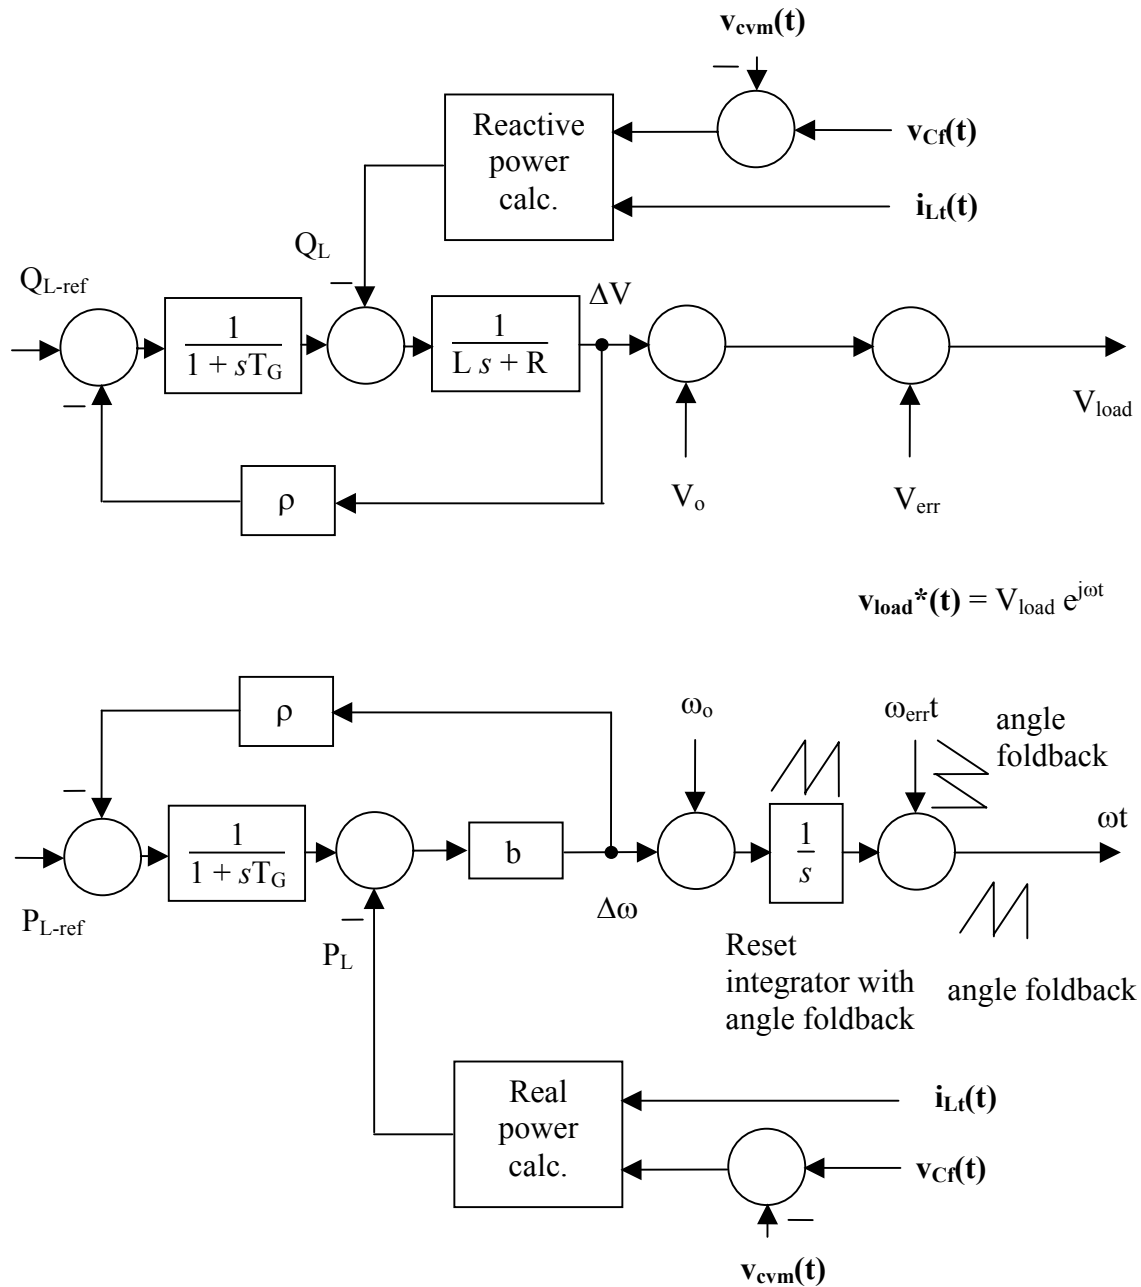 v_cvm(t)
—
Reactive
power
calc.
v_Cf(t)
i_Lt(t)
Q_L
Q_L-ref
—
ΔV
1
1 + sT_G
1
L s + R
—
V_load
ρ
V_o
V_err
v_load*(t) = V_load e^jωt
ρ
ω_o
ω_err t
angle
foldback
—
1
1 + sT_G
b
1
s
ωt
P_L-ref
—
Δω
P_L
Reset
integrator with
angle foldback
angle foldback
Real
power
calc.
i_Lt(t)
v_Cf(t)
—
v_cvm(t)